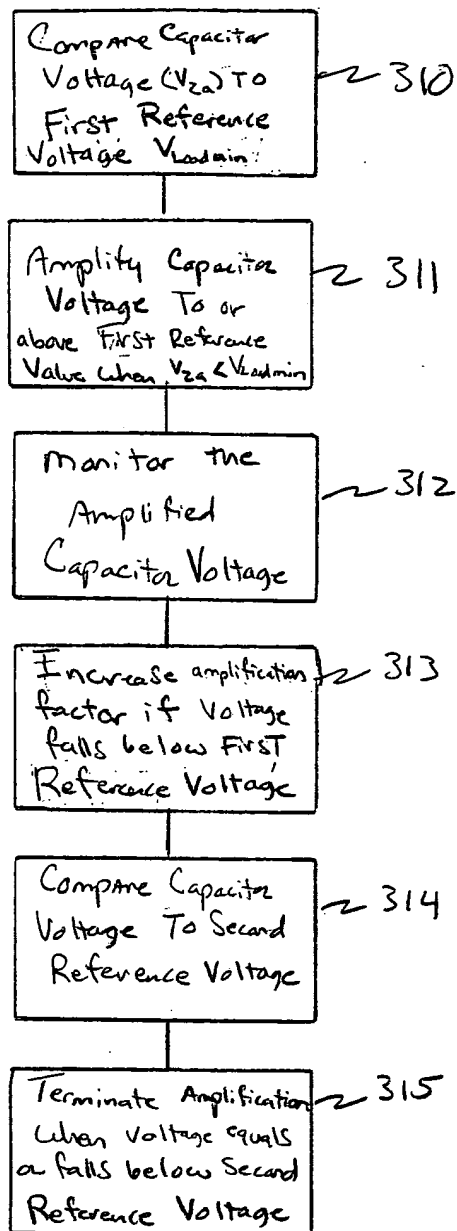 Compare Capacitor
Voltage (V2a) To
First Reference
Voltage VLoadmin
310
Amplify Capacitor
Voltage To or
above First Reference
Value when V2a < VLoadmin
311
Monitor the
Amplified
Capacitor Voltage
312
Increase amplification
factor if Voltage
falls below First
Reference Voltage
313
Compare Capacitor
Voltage To Second
Reference Voltage
314
Terminate Amplification
when voltage equals
or falls below Second
Reference Voltage
315